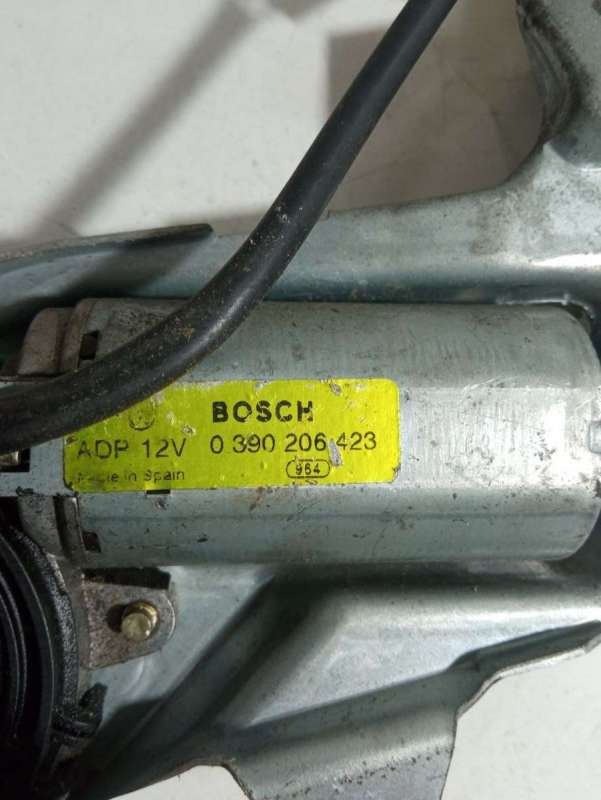 BOSCH
ADP 12V 0 390 206 423
Made in Spain 964